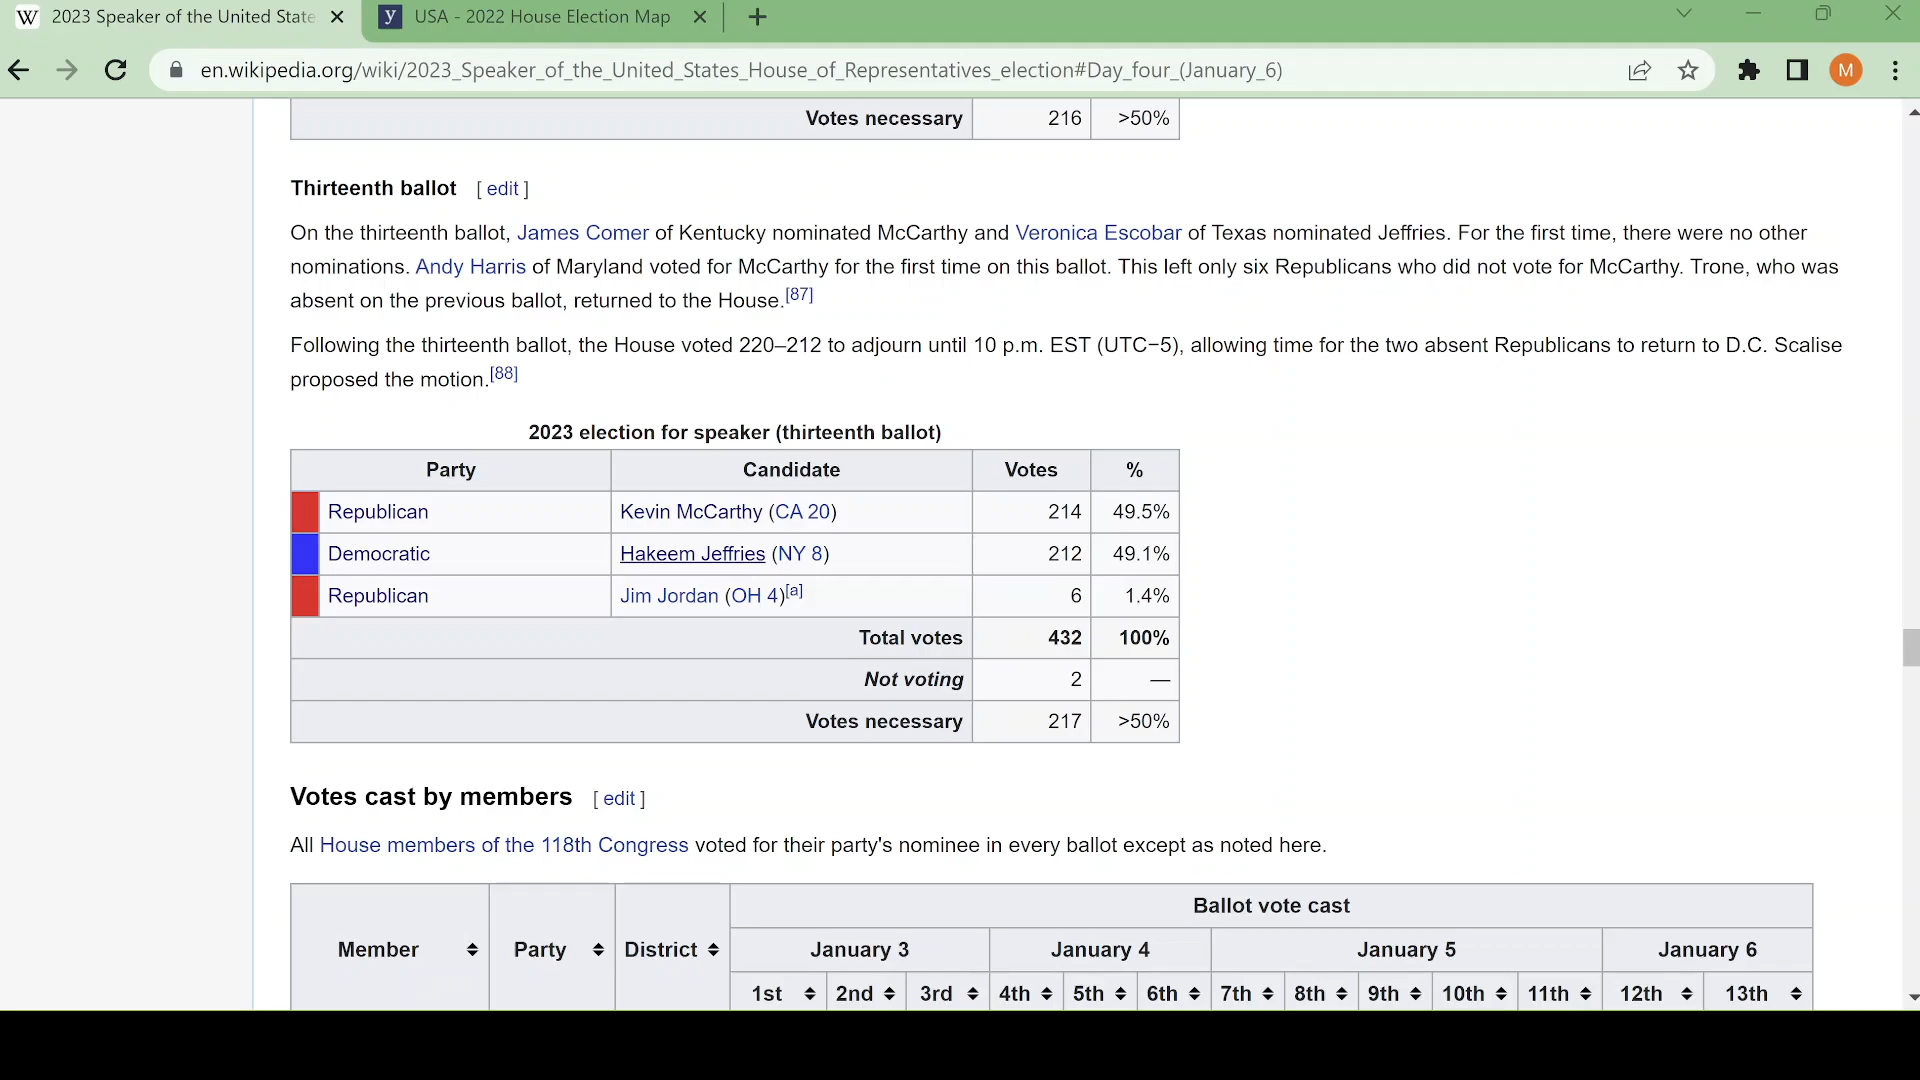 W 2023 Speaker of the United State
y USA - 2022 House Election Map
en.wikipedia.org/wiki/2023_Speaker_of_the_United_States_House_of_Representatives_election#Day_four_(January_6)
M
Votes necessary 216 >50%
Thirteenth ballot [ edit ]
On the thirteenth ballot, James Comer of Kentucky nominated McCarthy and Veronica Escobar of Texas nominated Jeffries. For the first time, there were no other
nominations. Andy Harris of Maryland voted for McCarthy for the first time on this ballot. This left only six Republicans who did not vote for McCarthy. Trone, who was
absent on the previous ballot, returned to the House.[87]
Following the thirteenth ballot, the House voted 220–212 to adjourn until 10 p.m. EST (UTC−5), allowing time for the two absent Republicans to return to D.C. Scalise
proposed the motion.[88]
2023 election for speaker (thirteenth ballot)
Party Candidate Votes %
Republican Kevin McCarthy (CA 20) 214 49.5%
Democratic Hakeem Jeffries (NY 8) 212 49.1%
Republican Jim Jordan (OH 4)[a] 6 1.4%
Total votes 432 100%
Not voting 2 —
Votes necessary 217 >50%
Votes cast by members [ edit ]
All House members of the 118th Congress voted for their party's nominee in every ballot except as noted here.
Ballot vote cast
Member Party District January 3 January 4 January 5 January 6
1st 2nd 3rd 4th 5th 6th 7th 8th 9th 10th 11th 12th 13th